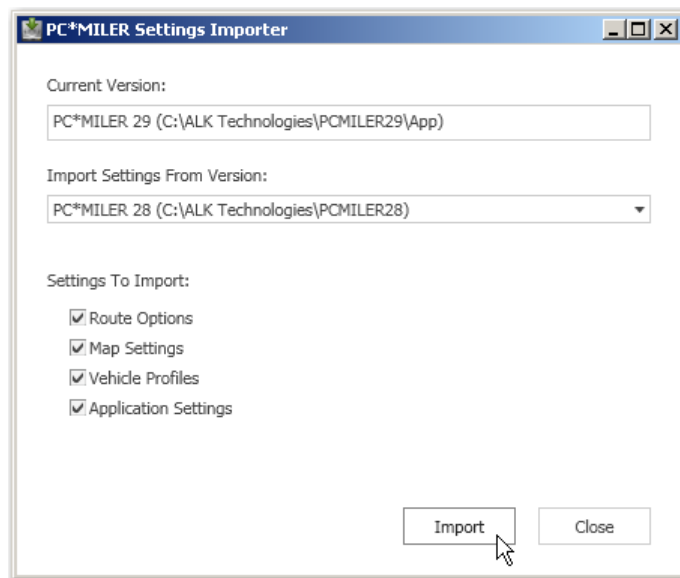 PC*MILER Settings Importer
Current Version:
PC*MILER 29 (C:\ALK Technologies\PCMILER29\App)
Import Settings From Version:
PC*MILER 28 (C:\ALK Technologies\PCMILER28)
Settings To Import:
Route Options
Map Settings
Vehicle Profiles
Application Settings
Import Close